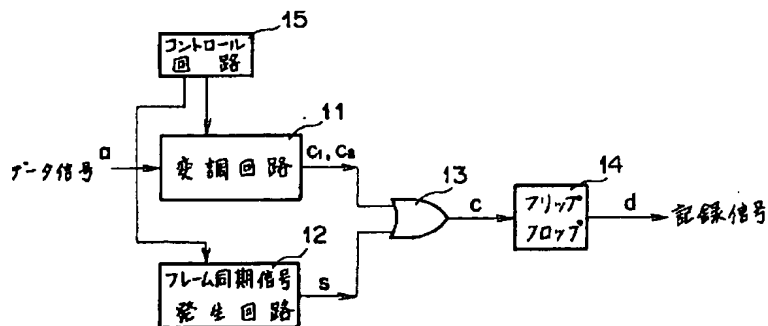 15
コントロール
回路
11
データ信号
a
変調回路
C₁, C₂
13
14
c
フリップ
フロップ
d
記録信号
12
フレーム同期信号
発生回路
s